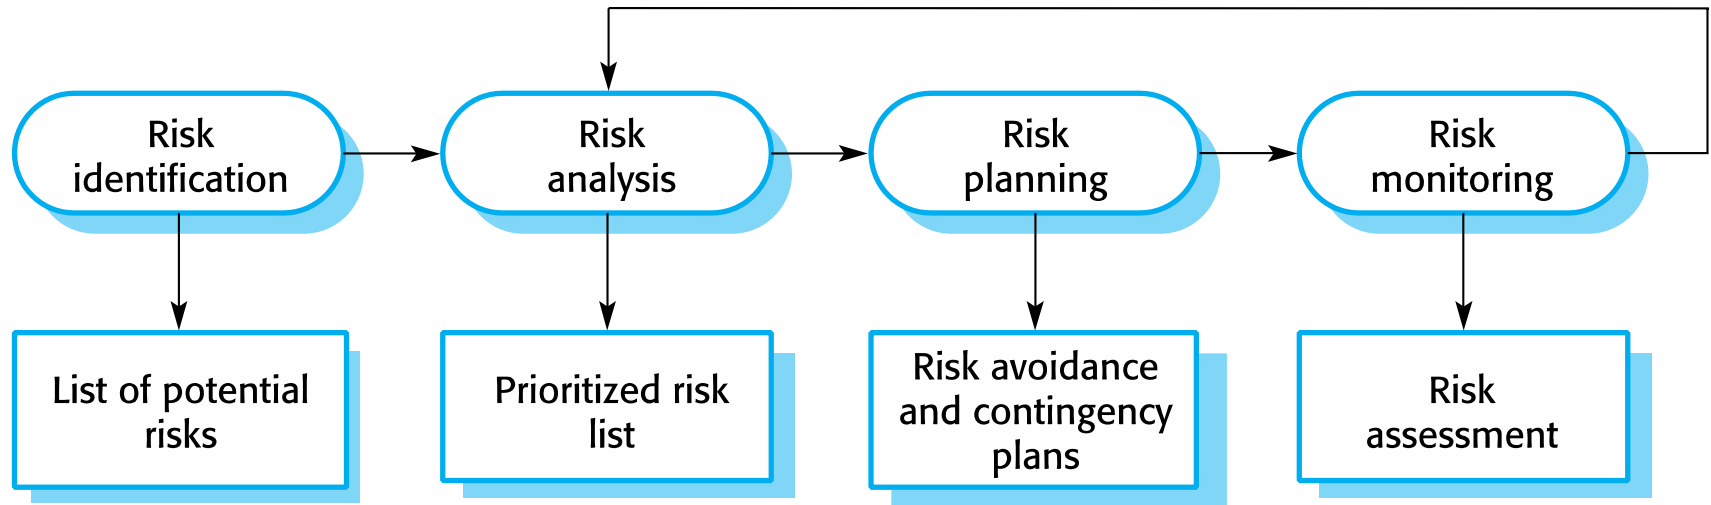 Risk
identification
Risk
analysis
Risk
planning
Risk
monitoring
List of potential
risks
Prioritized risk
list
Risk avoidance
and contingency
plans
Risk
assessment